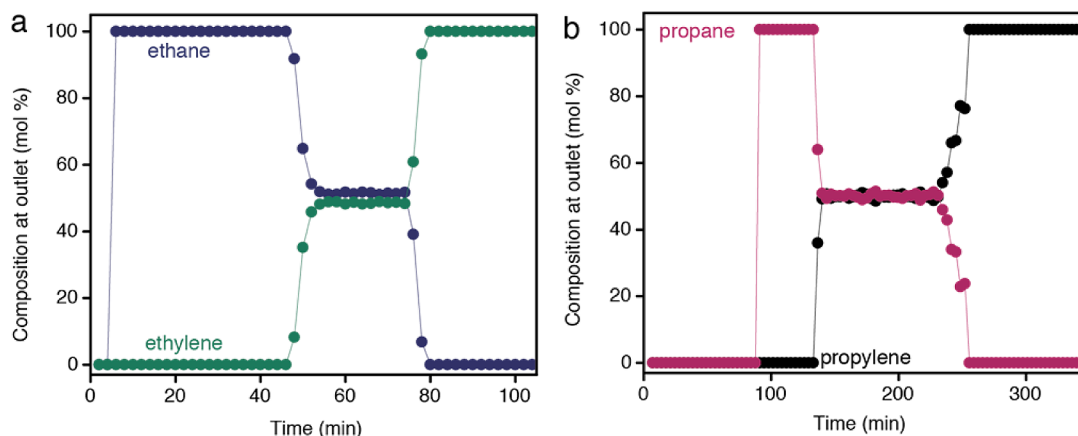 a
Composition at outlet (mol %)
100
80
60
40
20
0
ethane
ethylene
0 20 40 60 80 100
Time (min)
b
Composition at outlet (mol %)
100
80
60
40
20
0
propane
propylene
0 100 200 300
Time (min)